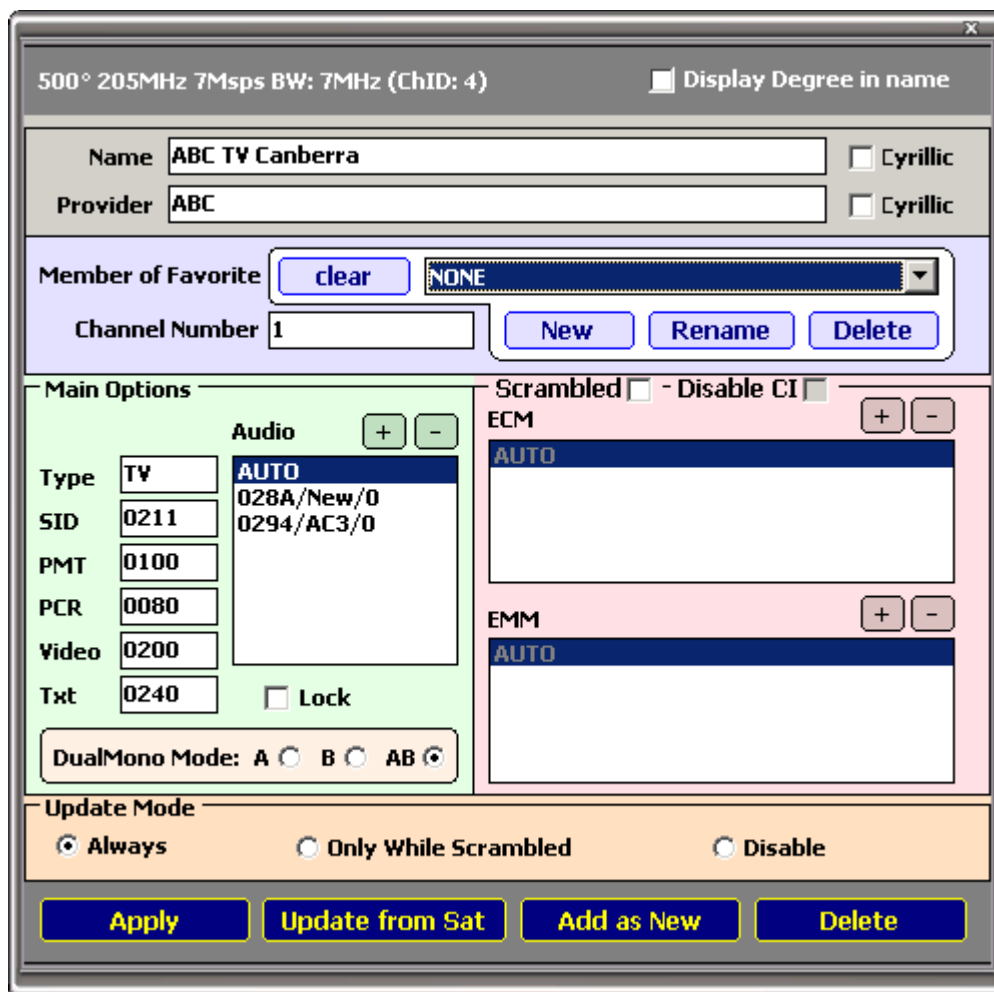 x
500° 205MHz 7Msps BW: 7MHz (ChID: 4) Display Degree in name
Name ABC TV Canberra Cyrillic
Provider ABC Cyrillic
Member of Favorite clear NONE
Channel Number 1 New Rename Delete
Main Options Scrambled - Disable CI
Audio + - ECM + -
AUTO
Type TV AUTO
028A/New/0
SID 0211 0294/AC3/0
PMT 0100
PCR 0080 EMM + -
Video 0200 AUTO
Txt 0240 Lock
DualMono Mode: A B AB
Update Mode
Always Only While Scrambled Disable
Apply Update from Sat Add as New Delete